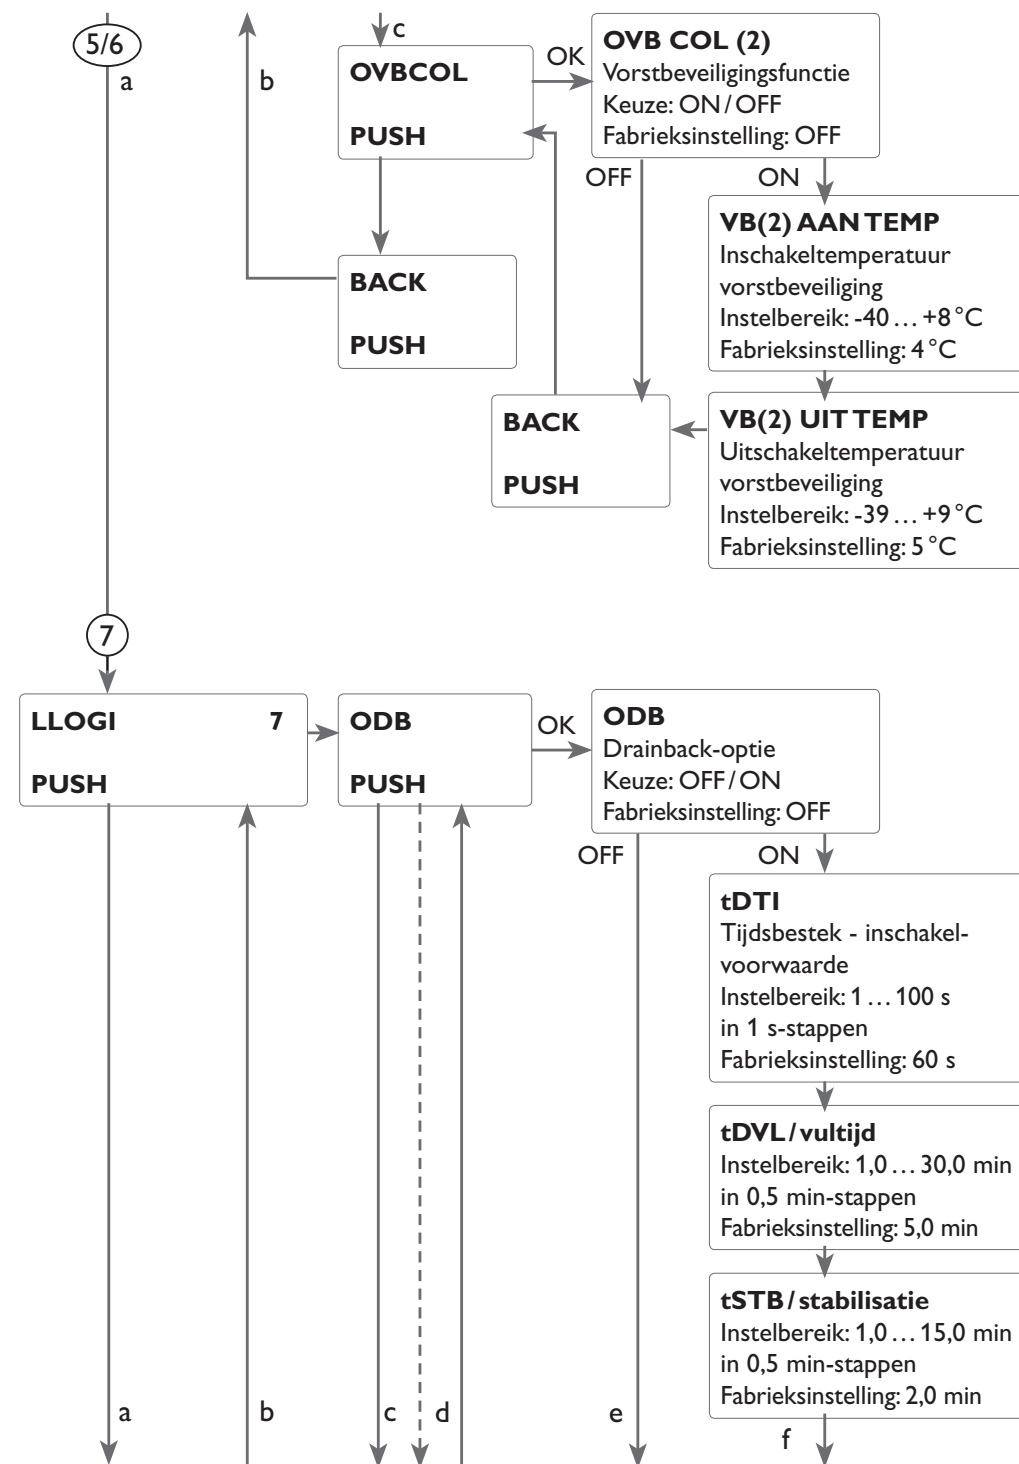 5/6
a
b
c
OVBCOL
PUSH
OK
OVB COL (2)
Vorstbeveiligingsfunctie
Keuze: ON / OFF
Fabrieksinstelling: OFF
OFF
ON
BACK
PUSH
VB(2) AAN TEMP
Inschakeltemperatuur
vorstbeveiliging
Instelbereik: -40 … +8 °C
Fabrieksinstelling: 4 °C
BACK
PUSH
VB(2) UIT TEMP
Uitschakeltemperatuur
vorstbeveiliging
Instelbereik: -39 … +9 °C
Fabrieksinstelling: 5 °C
7
LLOGI 7
PUSH
ODB
PUSH
OK
ODB
Drainback-optie
Keuze: OFF / ON
Fabrieksinstelling: OFF
OFF
ON
tDTI
Tijdsbestek - inschakel-
voorwaarde
Instelbereik: 1 … 100 s
in 1 s-stappen
Fabrieksinstelling: 60 s
tDVL / vultijd
Instelbereik: 1,0 … 30,0 min
in 0,5 min-stappen
Fabrieksinstelling: 5,0 min
tSTB / stabilisatie
Instelbereik: 1,0 … 15,0 min
in 0,5 min-stappen
Fabrieksinstelling: 2,0 min
a
b
c
d
e
f